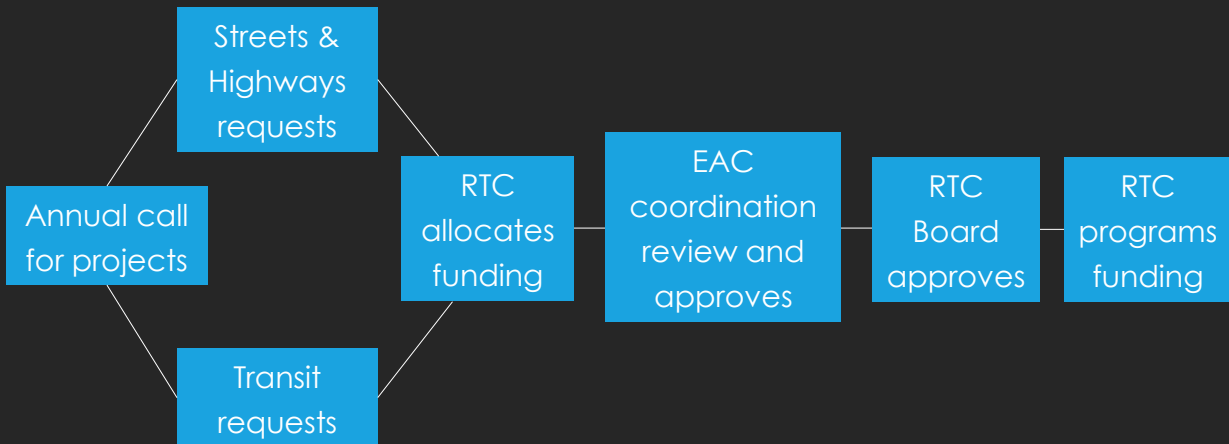 Annual call
for projects
Streets &
Highways
requests
Transit
requests
RTC
allocates
funding
EAC
coordination
review and
approves
RTC
Board
approves
RTC
programs
funding